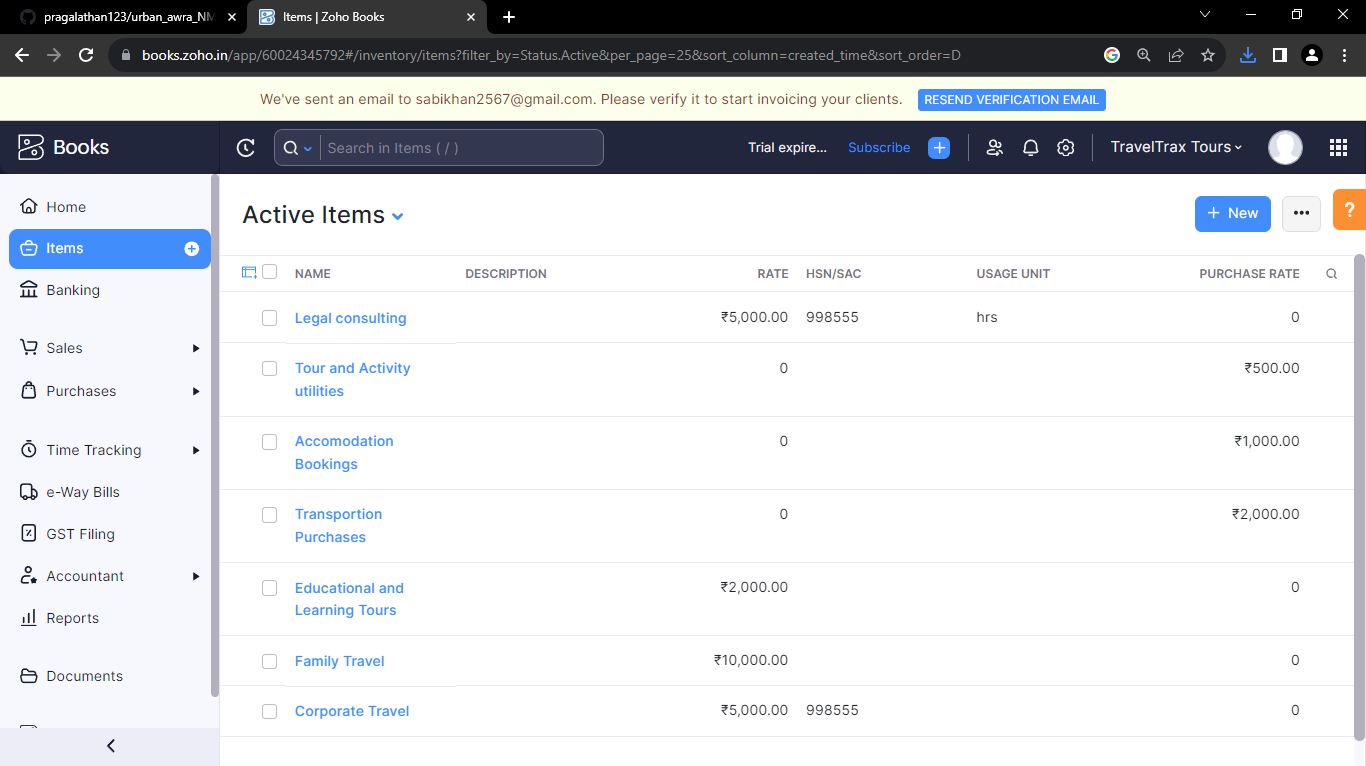 pragalathan123/urban_awra_NM
Items | Zoho Books
books.zoho.in/app/60024345792#/inventory/items?filter_by=Status.Active&per_page=25&sort_column=created_time&sort_order=D
We've sent an email to sabikhan2567@gmail.com. Please verify it to start invoicing your clients. RESEND VERIFICATION EMAIL
Books
Search in Items ( / )
Trial expire... Subscribe
TravelTrax Tours
Home
Items
Banking
Sales
Purchases
Time Tracking
e-Way Bills
GST Filing
Accountant
Reports
Documents
Active Items
+ New
?
NAME DESCRIPTION RATE HSN/SAC USAGE UNIT PURCHASE RATE
Legal consulting ₹5,000.00 998555 hrs 0
Tour and Activity 0 ₹500.00
utilities
Accomodation 0 ₹1,000.00
Bookings
Transportion 0 ₹2,000.00
Purchases
Educational and ₹2,000.00 0
Learning Tours
Family Travel ₹10,000.00 0
Corporate Travel ₹5,000.00 998555 0